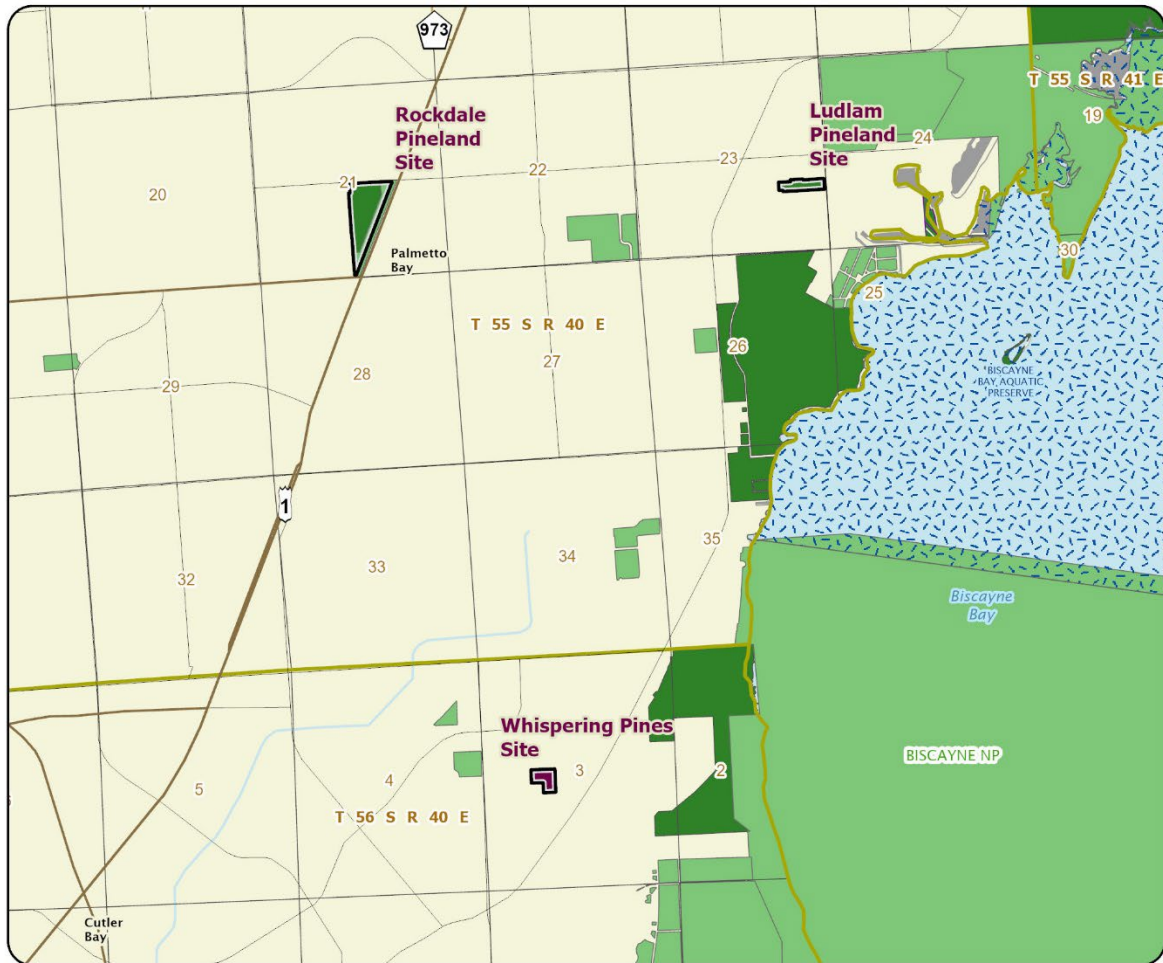 973
T 55 S R 41 E
19
Rockdale
Pineland
Site
Ludlam
Pineland
Site
24
23
22
21
20
Palmetto
Bay
30
25
T 55 S R 40 E
26
27
28
29
BISCAYNE
BAY AQUATIC
PRESERVE
1
35
34
33
32
Biscayne
Bay
Whispering Pines
Site
BISCAYNE NP
2
3
4
5
T 56 S R 40 E
Cutler
Bay